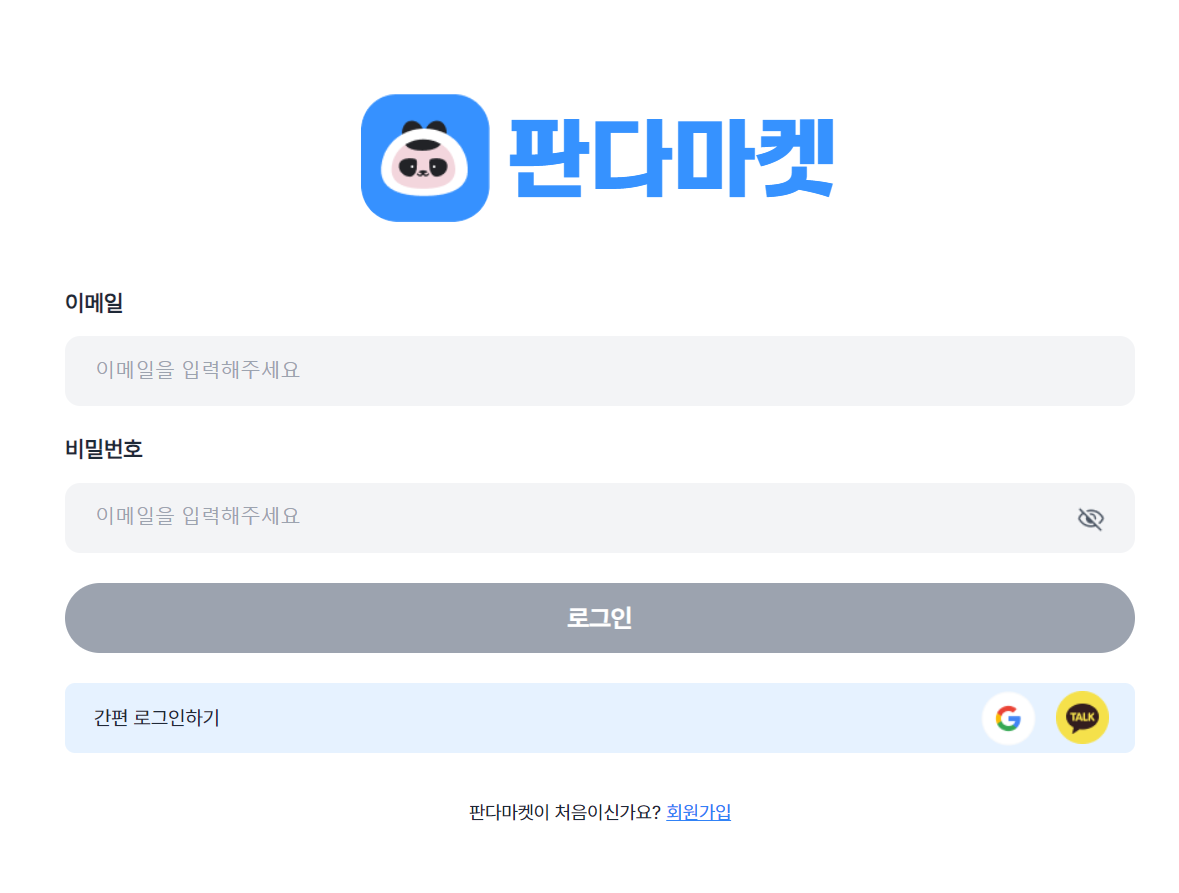 판다마켓
이메일
이메일을 입력해주세요
비밀번호
이메일을 입력해주세요
로그인
간편 로그인하기
G
TALK
판다마켓이 처음이신가요? 회원가입